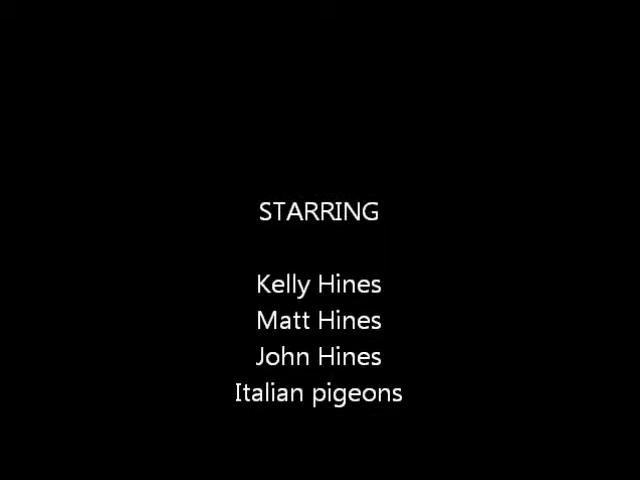 STARRING
Kelly Hines
Matt Hines
John Hines
Italian pigeons